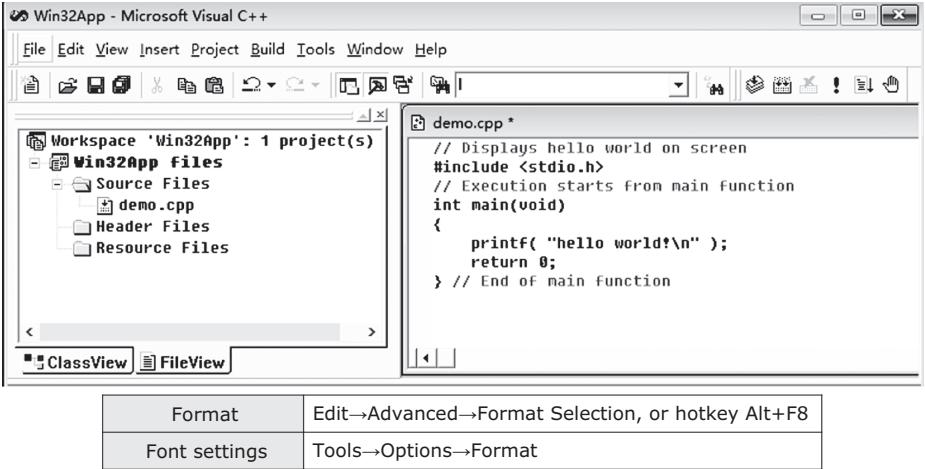 Win32App - Microsoft Visual C++
File Edit View Insert Project Build Tools Window Help
Workspace 'Win32App': 1 project(s)
Win32App files
Source Files
demo.cpp
Header Files
Resource Files
ClassView FileView
demo.cpp *
// Displays hello world on screen
#include <stdio.h>
// Execution starts from main function
int main(void)
{
    printf( "hello world!\n" );
    return 0;
} // End of main function
Format Edit→Advanced→Format Selection, or hotkey Alt+F8
Font settings Tools→Options→Format